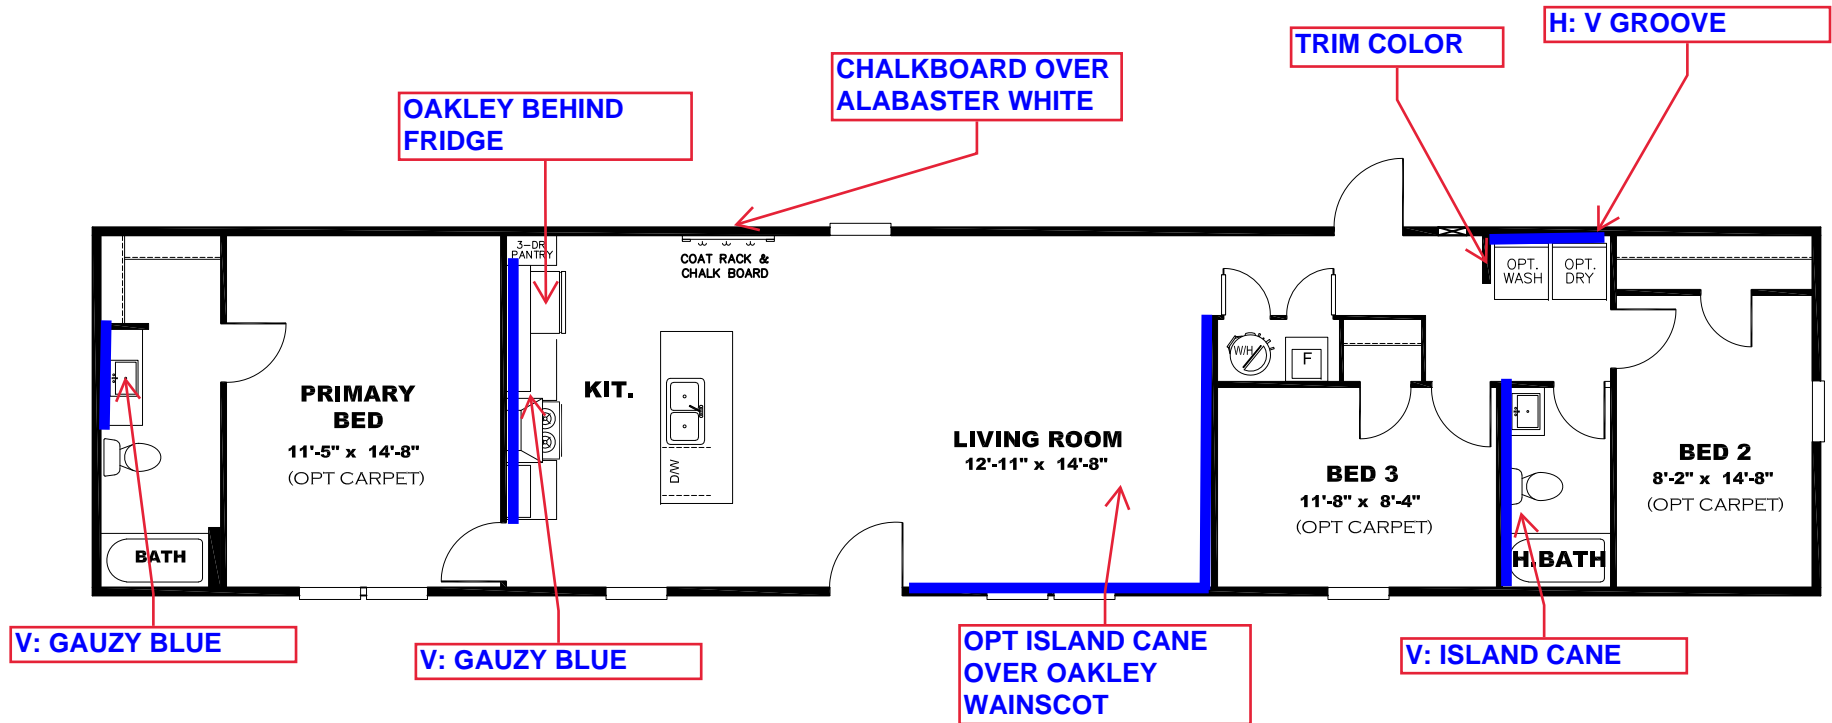 H: V GROOVE
TRIM COLOR
CHALKBOARD OVER
ALABASTER WHITE
OAKLEY BEHIND
FRIDGE
3-DR
PANTRY
COAT RACK &
CHALK BOARD
OPT.
WASH
OPT.
DRY
W/H
F
PRIMARY
BED
11'-5" x 14'-8"
(OPT CARPET)
KIT.
D/W
LIVING ROOM
12'-11" x 14'-8"
BED 3
11'-8" x 8'-4"
(OPT CARPET)
BED 2
8'-2" x 14'-8"
(OPT CARPET)
BATH
H.BATH
V: GAUZY BLUE
V: GAUZY BLUE
OPT ISLAND CANE
OVER OAKLEY
WAINSCOT
V: ISLAND CANE